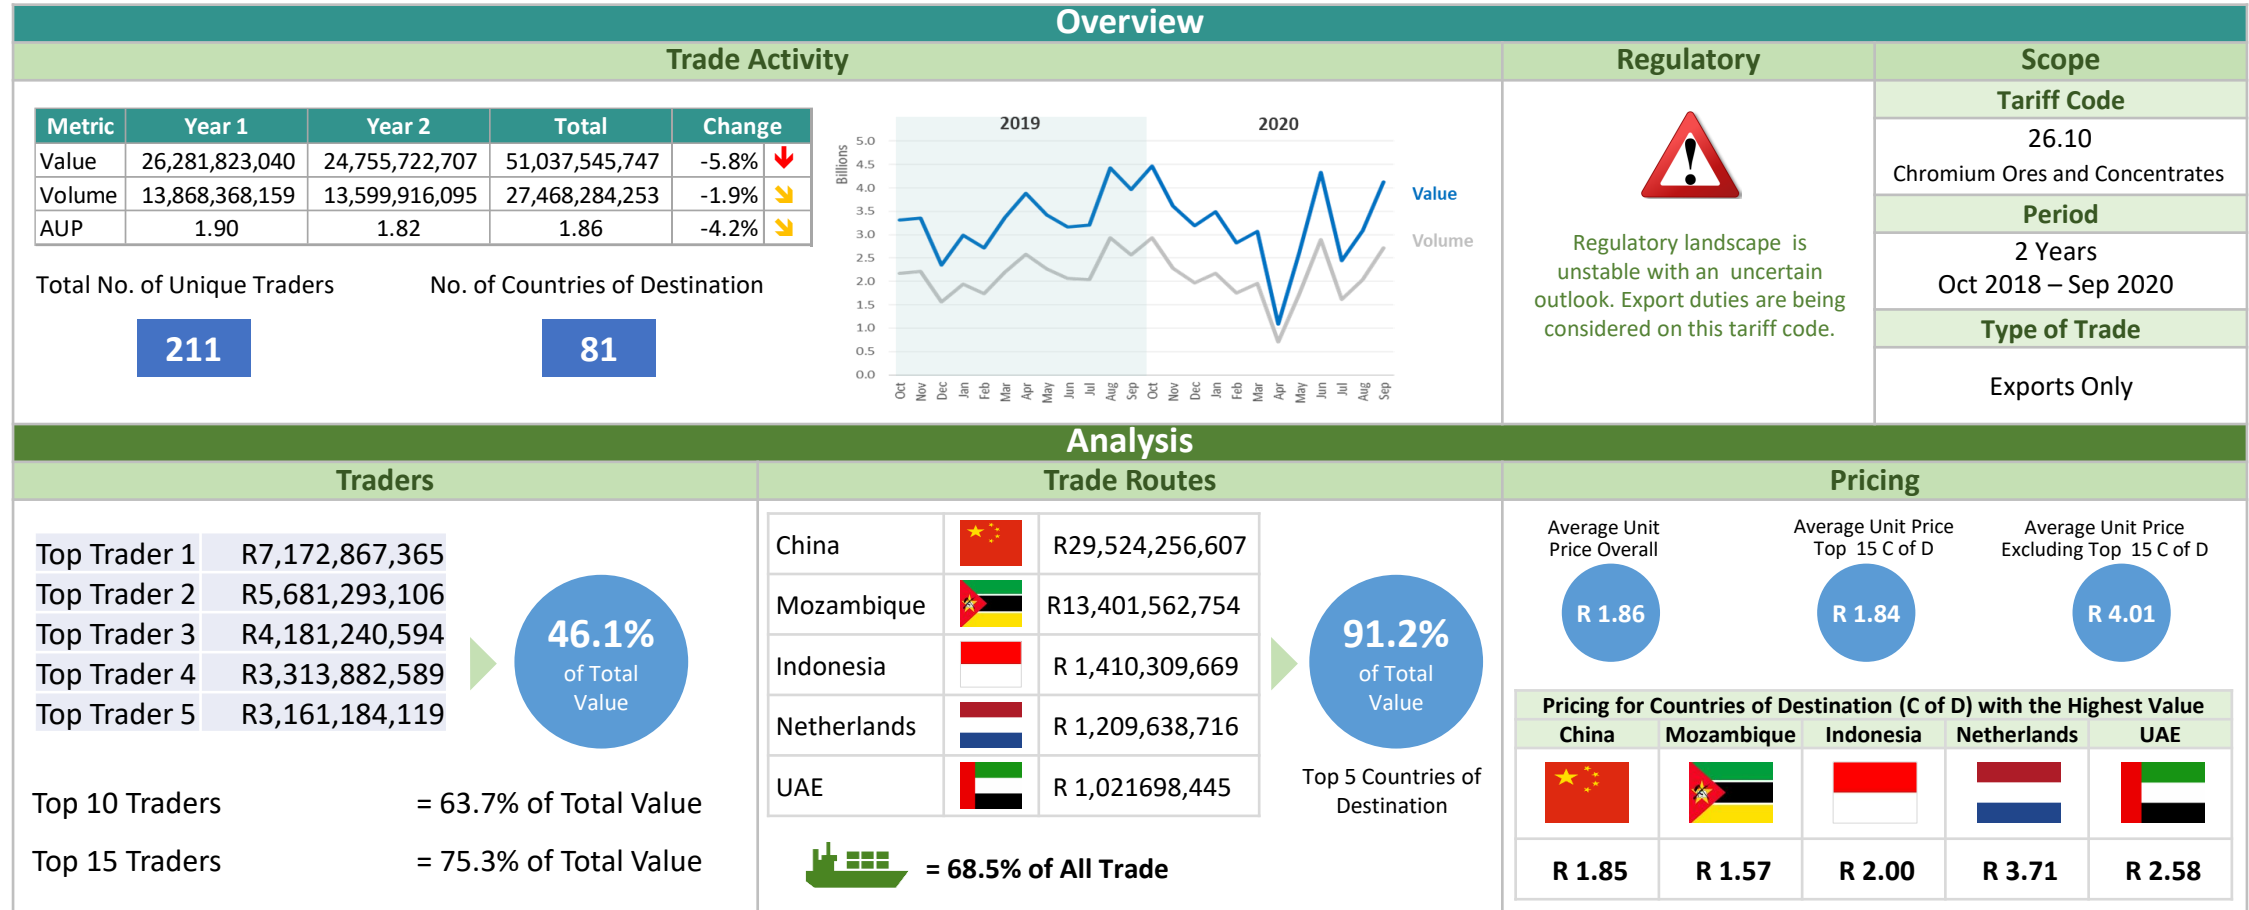 Overview
Trade Activity
Metric Year 1 Year 2 Total Change
Value 26,281,823,040 24,755,722,707 51,037,545,747 -5.8%
Volume 13,868,368,159 13,599,916,095 27,468,284,253 -1.9%
AUP 1.90 1.82 1.86 -4.2%
Total No. of Unique Traders
211
No. of Countries of Destination
81
2019 2020
Billions
5.0
4.5
4.0
3.5
3.0
2.5
2.0
1.5
1.0
0.5
0.0
Oct Nov Dec Jan Feb Mar Apr May Jun Jul Aug Sep Oct Nov Dec Jan Feb Mar Apr May Jun Jul Aug Sep
Value
Volume
Regulatory
Regulatory landscape is
unstable with an uncertain
outlook. Export duties are being
considered on this tariff code.
Scope
Tariff Code
26.10
Chromium Ores and Concentrates
Period
2 Years
Oct 2018 – Sep 2020
Type of Trade
Exports Only
Analysis
Traders
Top Trader 1 R7,172,867,365
Top Trader 2 R5,681,293,106
Top Trader 3 R4,181,240,594
Top Trader 4 R3,313,882,589
Top Trader 5 R3,161,184,119
46.1%
of Total
Value
Top 10 Traders = 63.7% of Total Value
Top 15 Traders = 75.3% of Total Value
Trade Routes
China R29,524,256,607
Mozambique R13,401,562,754
Indonesia R 1,410,309,669
Netherlands R 1,209,638,716
UAE R 1,021698,445
91.2%
of Total
Value
Top 5 Countries of
Destination
= 68.5% of All Trade
Pricing
Average Unit
Price Overall
R 1.86
Average Unit Price
Top 15 C of D
R 1.84
Average Unit Price
Excluding Top 15 C of D
R 4.01
Pricing for Countries of Destination (C of D) with the Highest Value
China Mozambique Indonesia Netherlands UAE
R 1.85 R 1.57 R 2.00 R 3.71 R 2.58